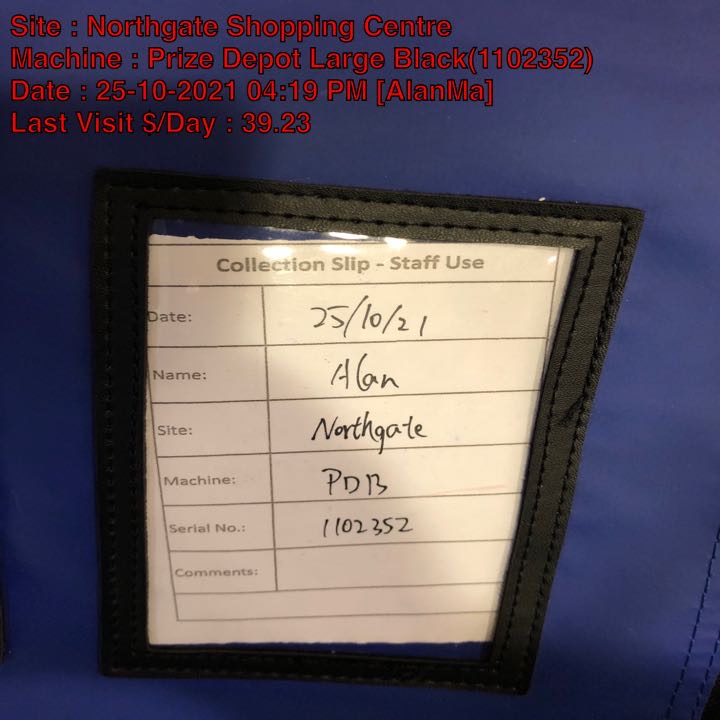 Site : Northgate Shopping Centre
Machine : Prize Depot Large Black(1102352)
Date : 25-10-2021 04:19 PM [AlanMa]
Last Visit $/Day : 39.23
Collection Slip - Staff Use
Date: 25/10/21
Name: Alan
Site: Northgate
Machine: PDB
Serial No.: 1102352
Comments: